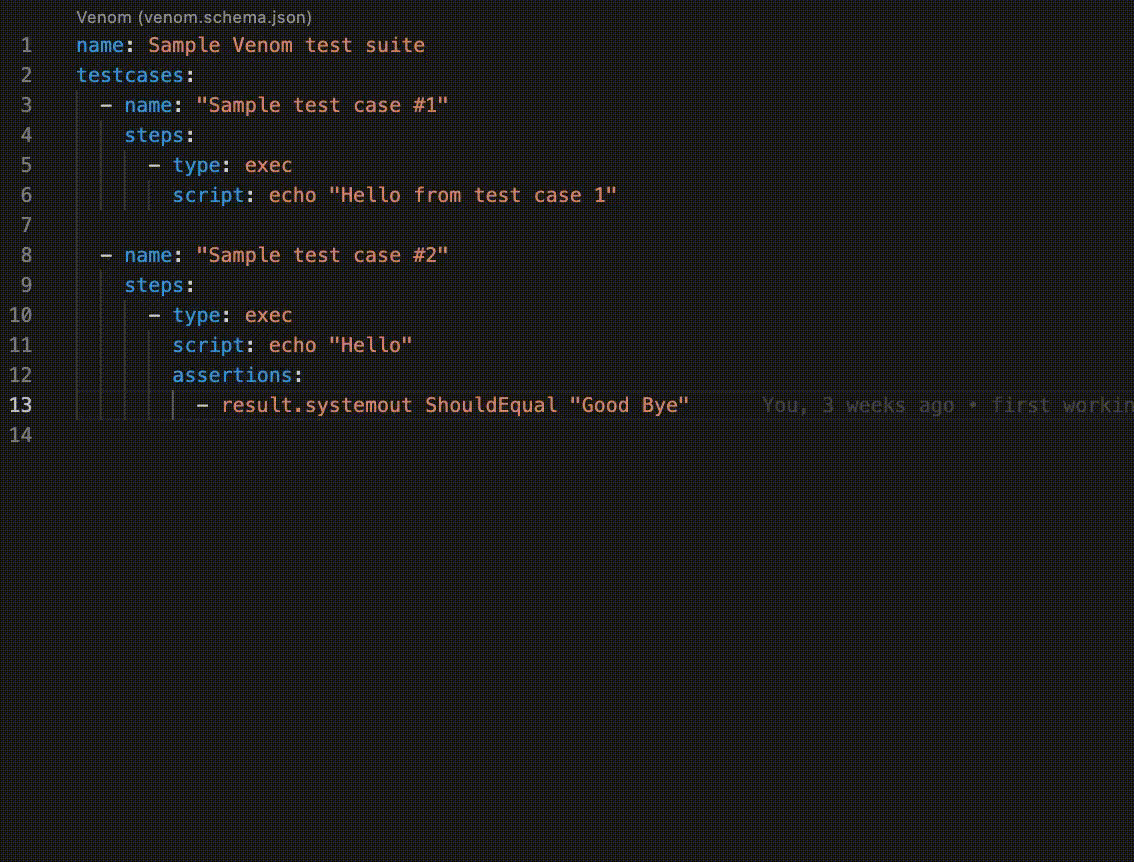 Venom (venom.schema.json)
1 name: Sample Venom test suite
2 testcases:
3 - name: "Sample test case #1"
4 steps:
5 - type: exec
6 script: echo "Hello from test case 1"
7
8 - name: "Sample test case #2"
9 steps:
10 - type: exec
11 script: echo "Hello"
12 assertions:
13 - result.systemout ShouldEqual "Good Bye" You, 3 weeks ago • first workin
14